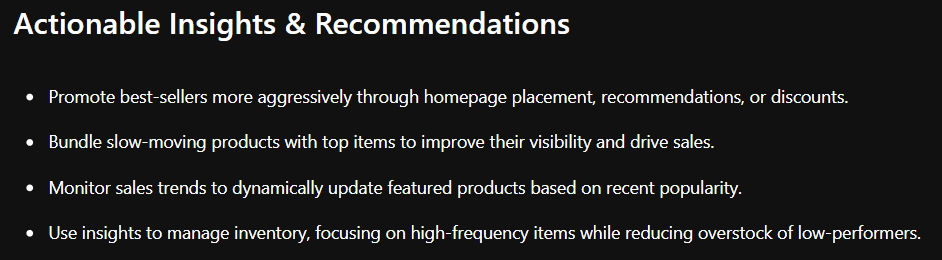 Actionable Insights & Recommendations
• Promote best-sellers more aggressively through homepage placement, recommendations, or discounts.
• Bundle slow-moving products with top items to improve their visibility and drive sales.
• Monitor sales trends to dynamically update featured products based on recent popularity.
• Use insights to manage inventory, focusing on high-frequency items while reducing overstock of low-performers.